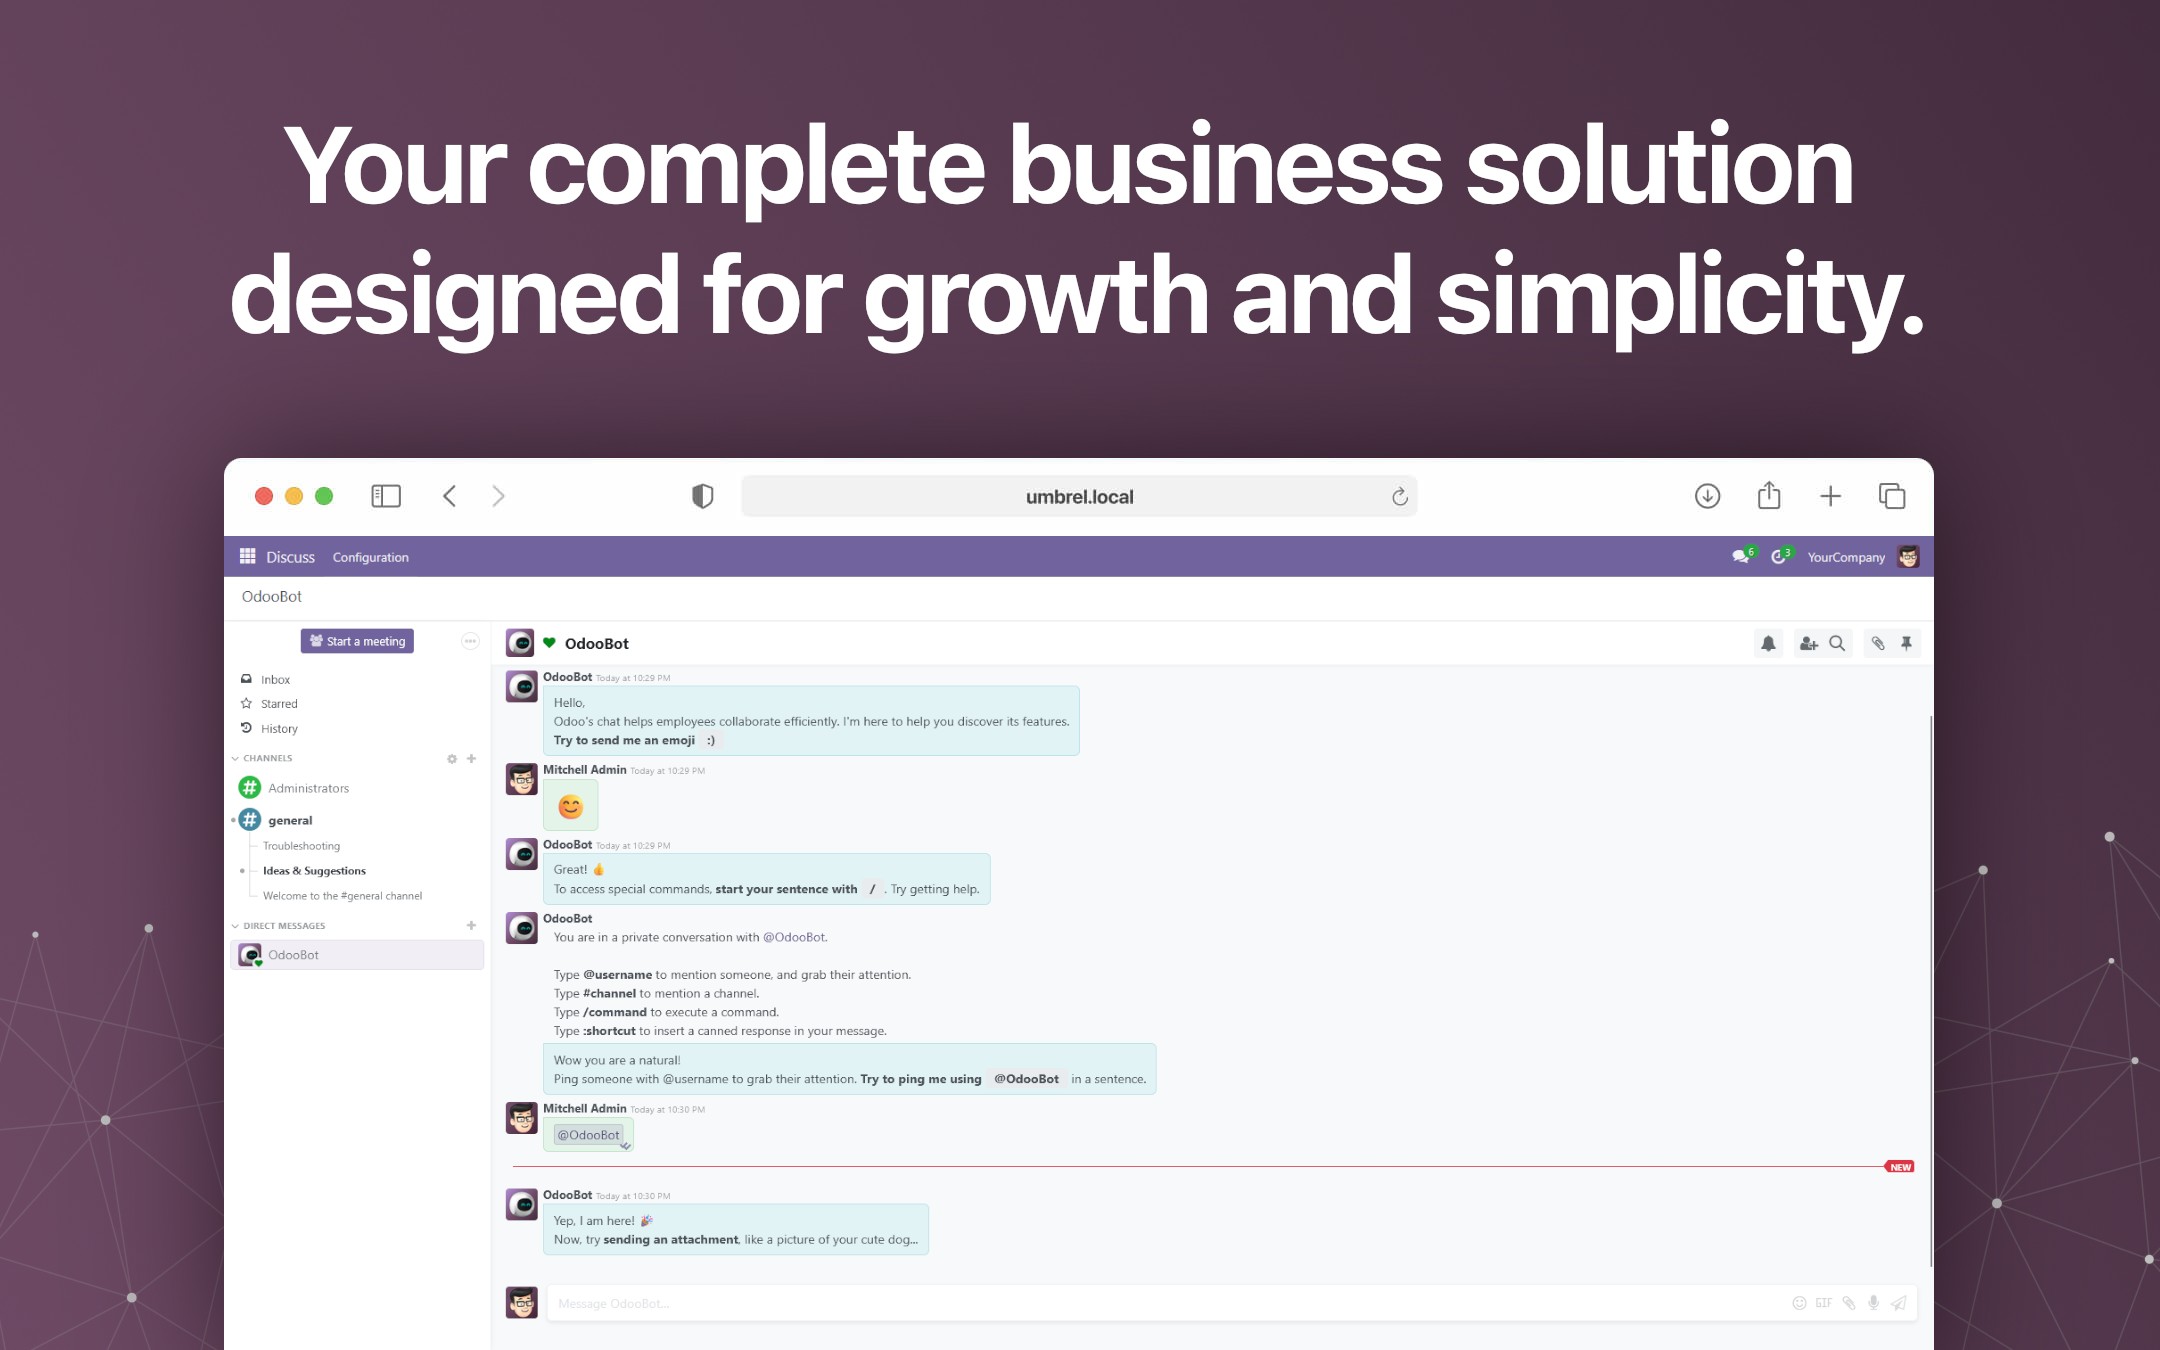 Your complete business solution
designed for growth and simplicity.
umbrel.local
Discuss Configuration
6 3 YourCompany
OdooBot
Start a meeting
Inbox
Starred
History
CHANNELS
Administrators
general
Troubleshooting
Ideas & Suggestions
Welcome to the #general channel
DIRECT MESSAGES
OdooBot
OdooBot
OdooBot Today at 10:29 PM
Hello,
Odoo's chat helps employees collaborate efficiently. I'm here to help you discover its features.
Try to send me an emoji :)
Mitchell Admin Today at 10:29 PM
😊
OdooBot Today at 10:29 PM
Great! 👍
To access special commands, start your sentence with / . Try getting help.
OdooBot
You are in a private conversation with @OdooBot.
Type @username to mention someone, and grab their attention.
Type #channel to mention a channel.
Type /command to execute a command.
Type :shortcut to insert a canned response in your message.
Wow you are a natural!
Ping someone with @username to grab their attention. Try to ping me using @OdooBot in a sentence.
Mitchell Admin Today at 10:30 PM
@OdooBot
NEW
OdooBot Today at 10:30 PM
Yep, I am here! 🎉
Now, try sending an attachment, like a picture of your cute dog...
Message OdooBot...
GIF